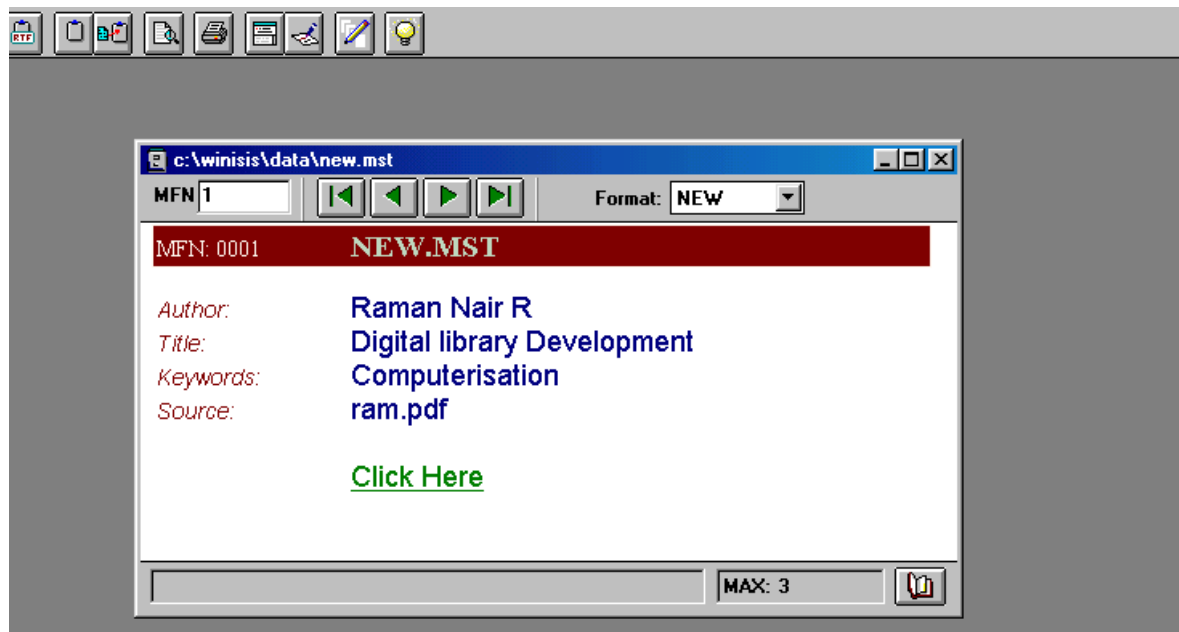 RTF
c:\winisis\data\new.mst
MFN 1 Format: NEW
MFN: 0001 NEW.MST
Author: Raman Nair R
Title: Digital library Development
Keywords: Computerisation
Source: ram.pdf
Click Here
MAX: 3